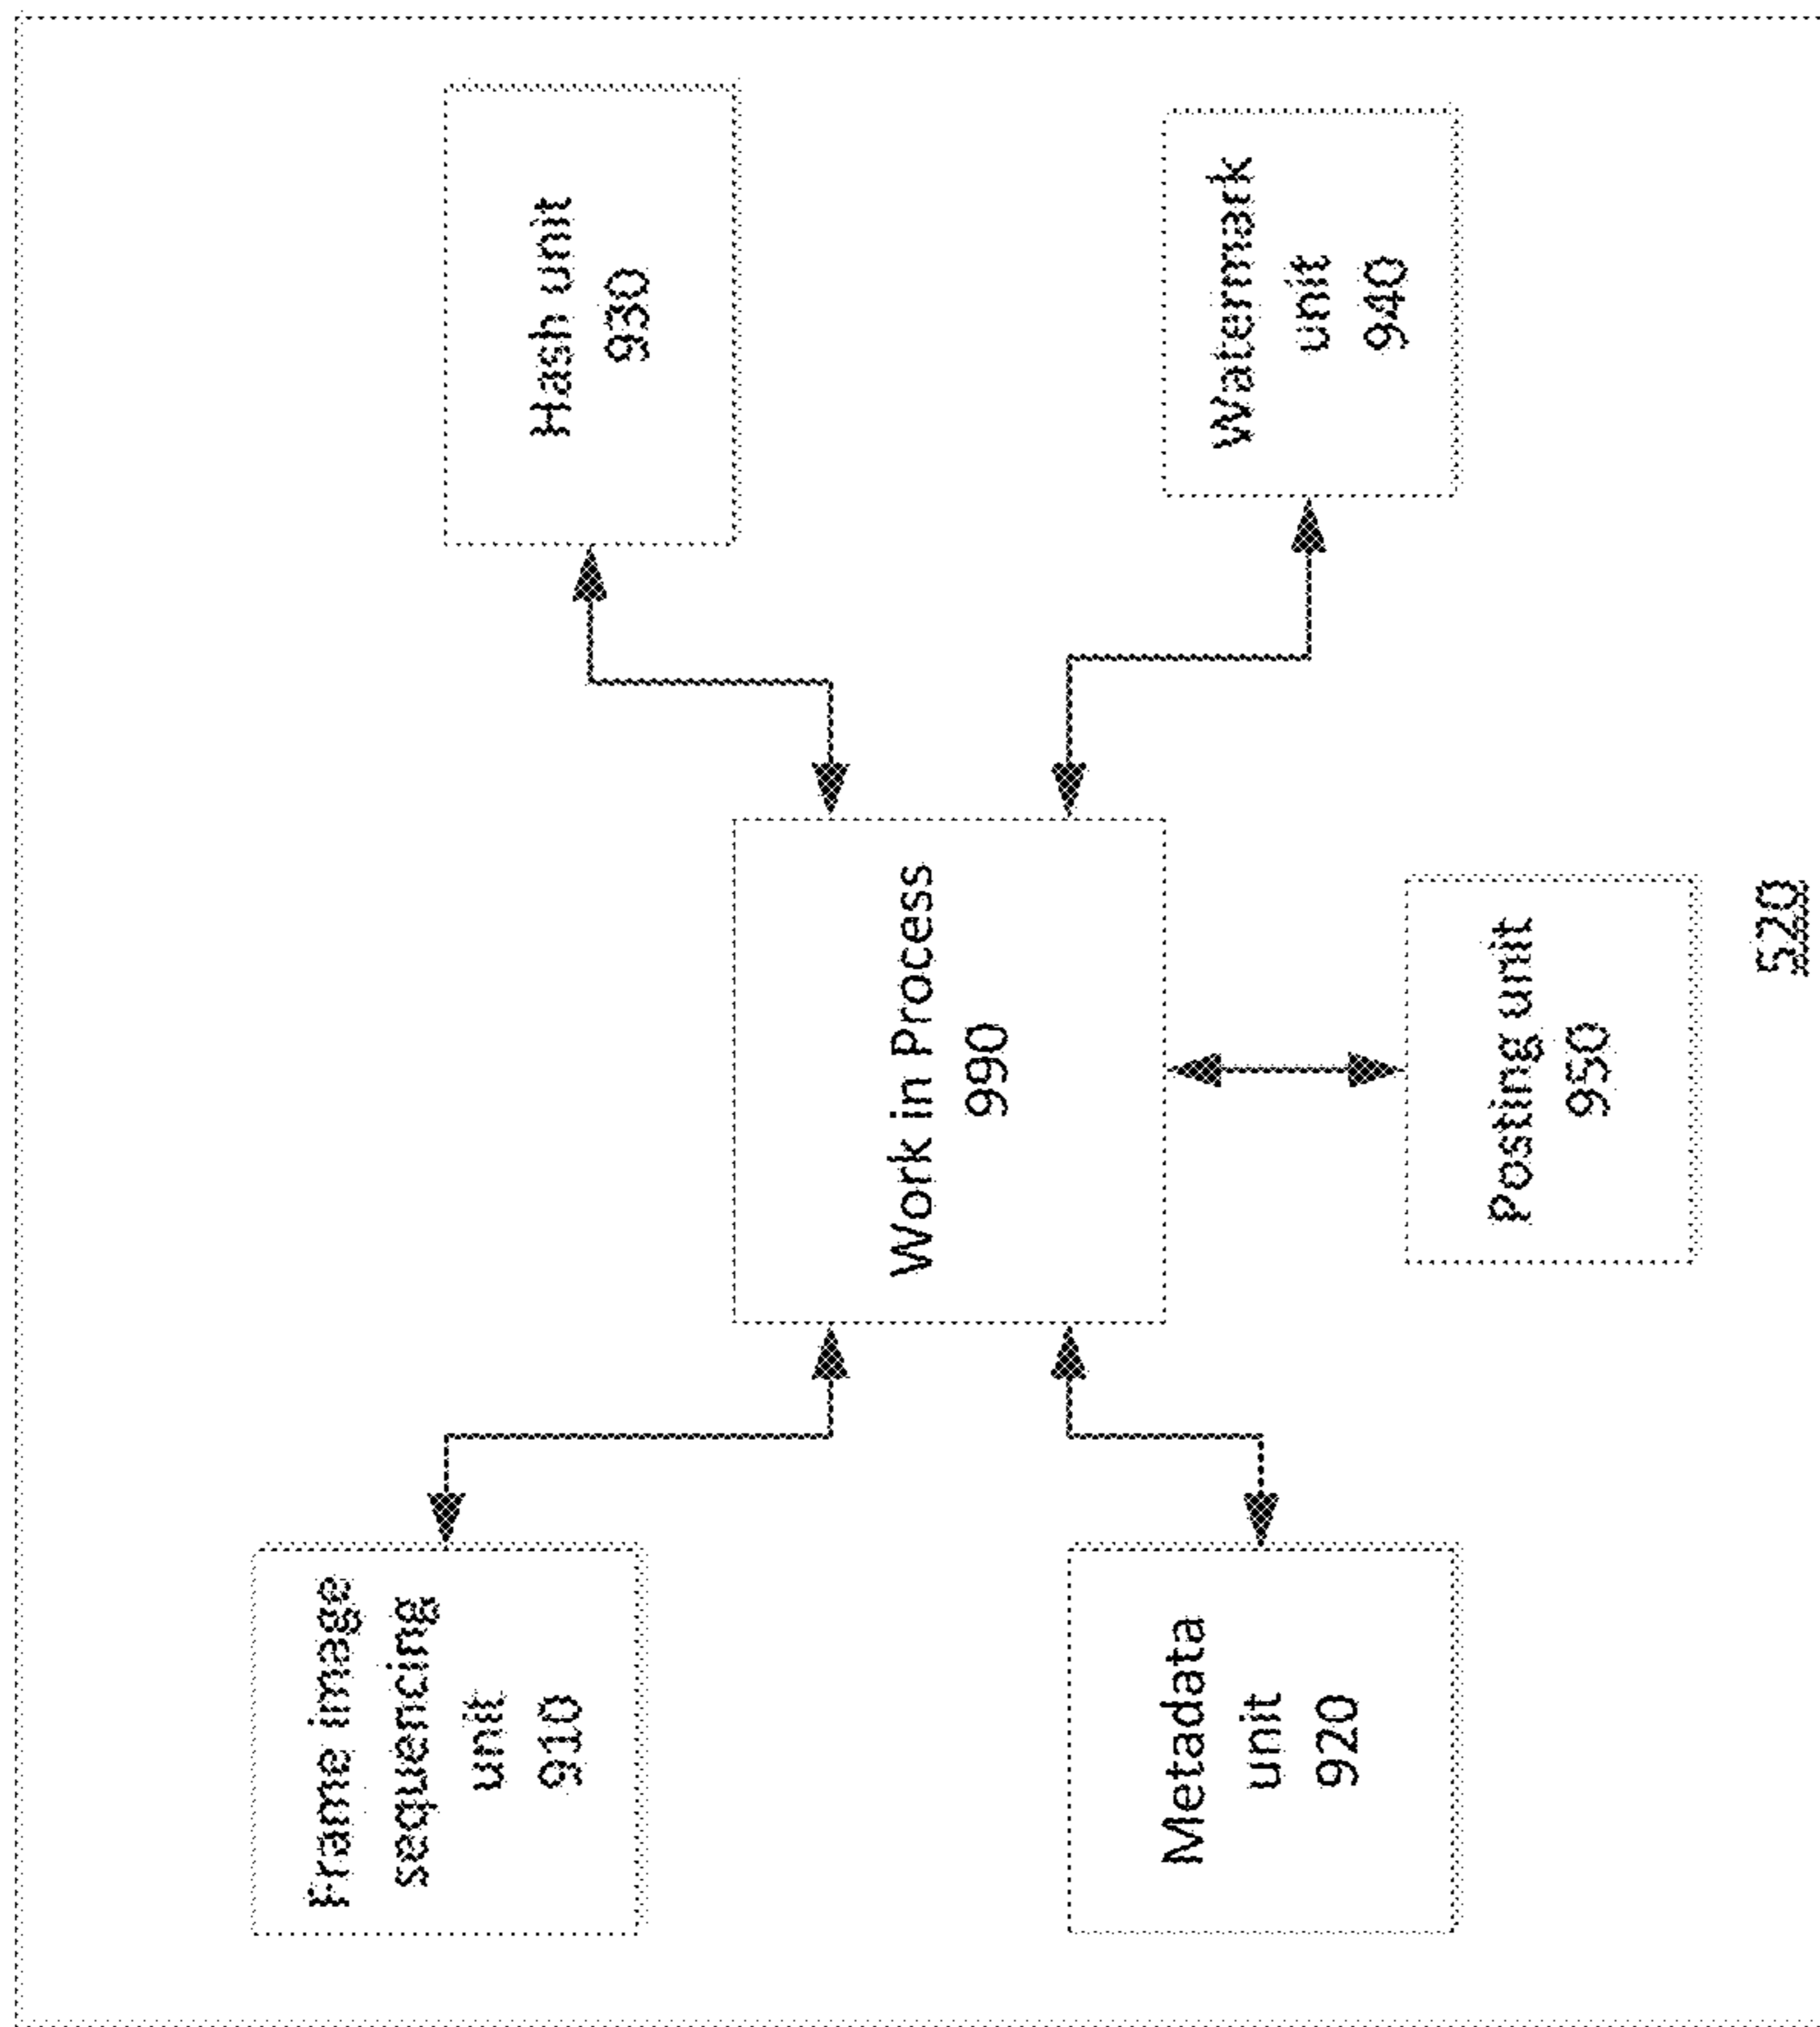 Frame image
sequencing
unit
910
Hash unit
930
Work in Process
990
Metadata
unit
920
Watermark
unit
940
Posting unit
950
520